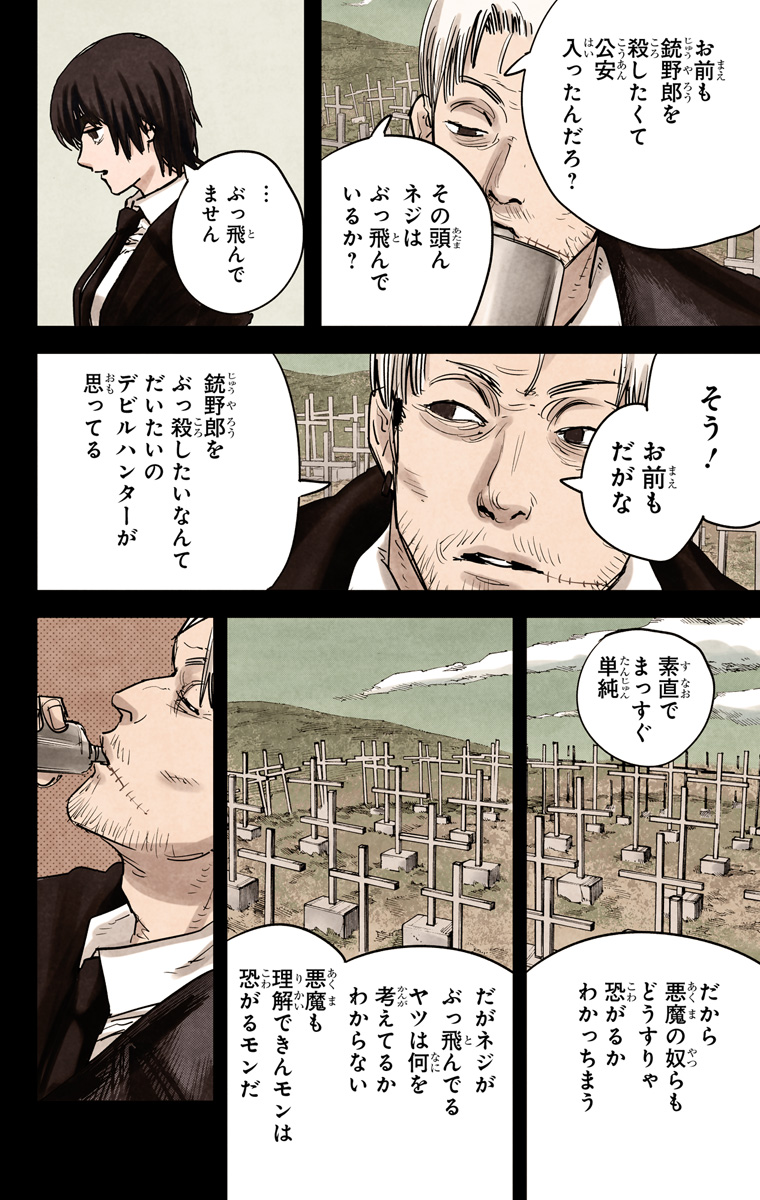 お前も
銃野郎を
殺したくて
公安
入ったんだろ?
その頭ん
ネジは
ぶっ飛んで
いるか?
…
ぶっ飛んで
ません
そう!
お前も
だがな
銃野郎を
ぶっ殺したいなんて
だいたいの
デビルハンターが
思ってる
素直で
まっすぐ
単純
だから
悪魔の奴らも
どうすりゃ
恐がるか
わかっちまう
だがネジが
ぶっ飛んでる
ヤツは何を
考えてるか
わからない
悪魔も
理解できんモンは
恐がるモンだ